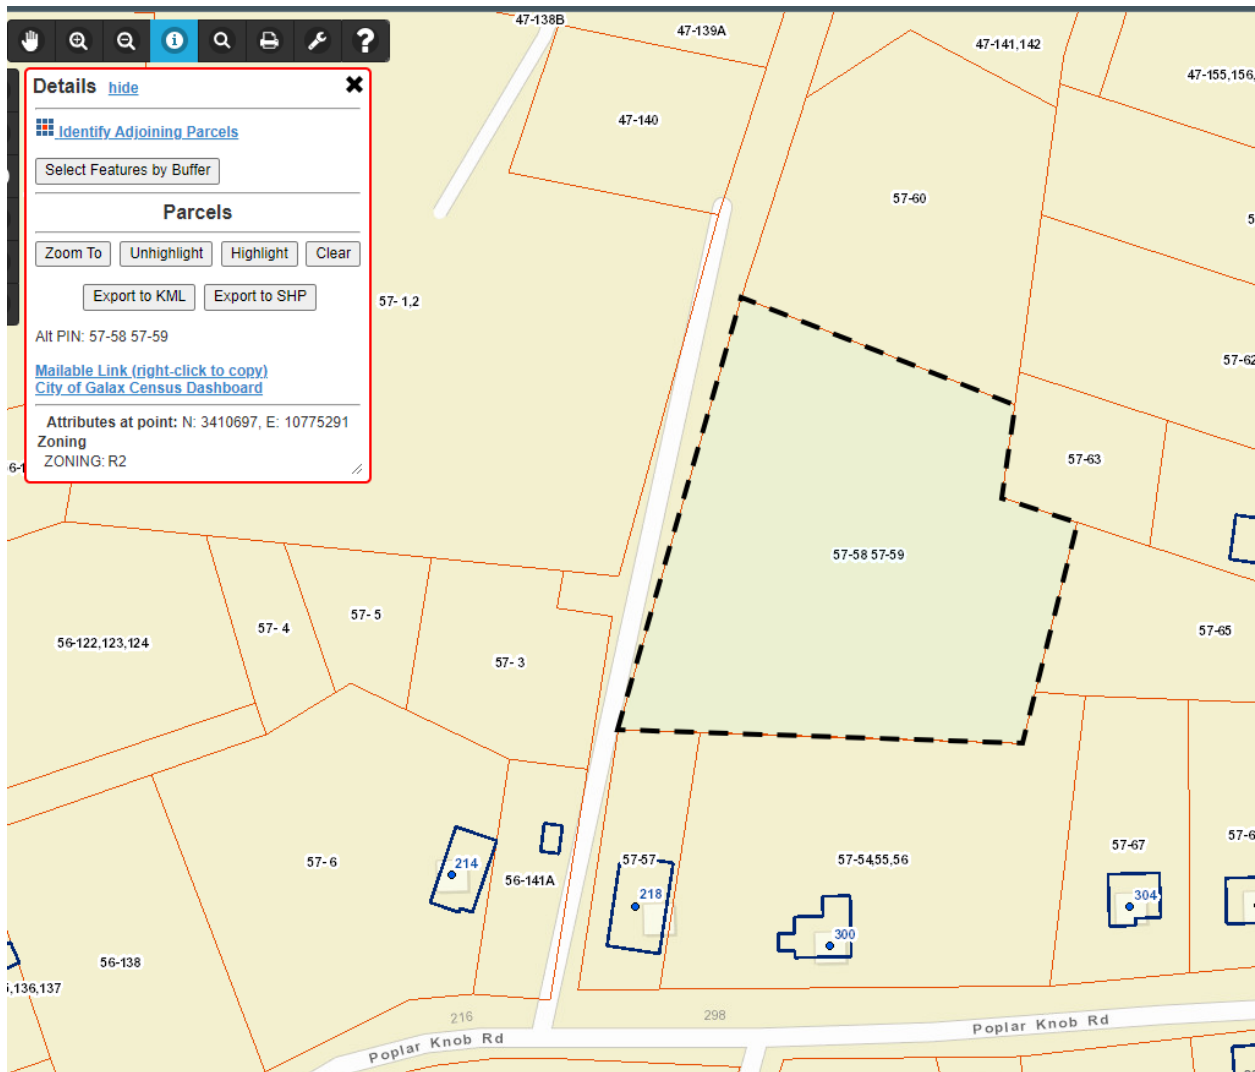 Details hide
Identify Adjoining Parcels
Select Features by Buffer
Parcels
Zoom To Unhighlight Highlight Clear
Export to KML Export to SHP
Alt PIN: 57-58 57-59
Mailable Link (right-click to copy)
City of Galax Census Dashboard
Attributes at point: N: 3410697, E: 10775291
Zoning
ZONING: R2
47-138B
47-139A
47-141,142
47-155,156,
47-140
57-60
57- 1,2
57-62
57-63
57-58 57-59
57-65
56-122,123,124
57- 4
57- 5
57- 3
57- 6
214
56-141A
57-57
218
57-54,55,56
300
57-67
304
57-6
56-138
,136,137
216
298
Poplar Knob Rd
Poplar Knob Rd